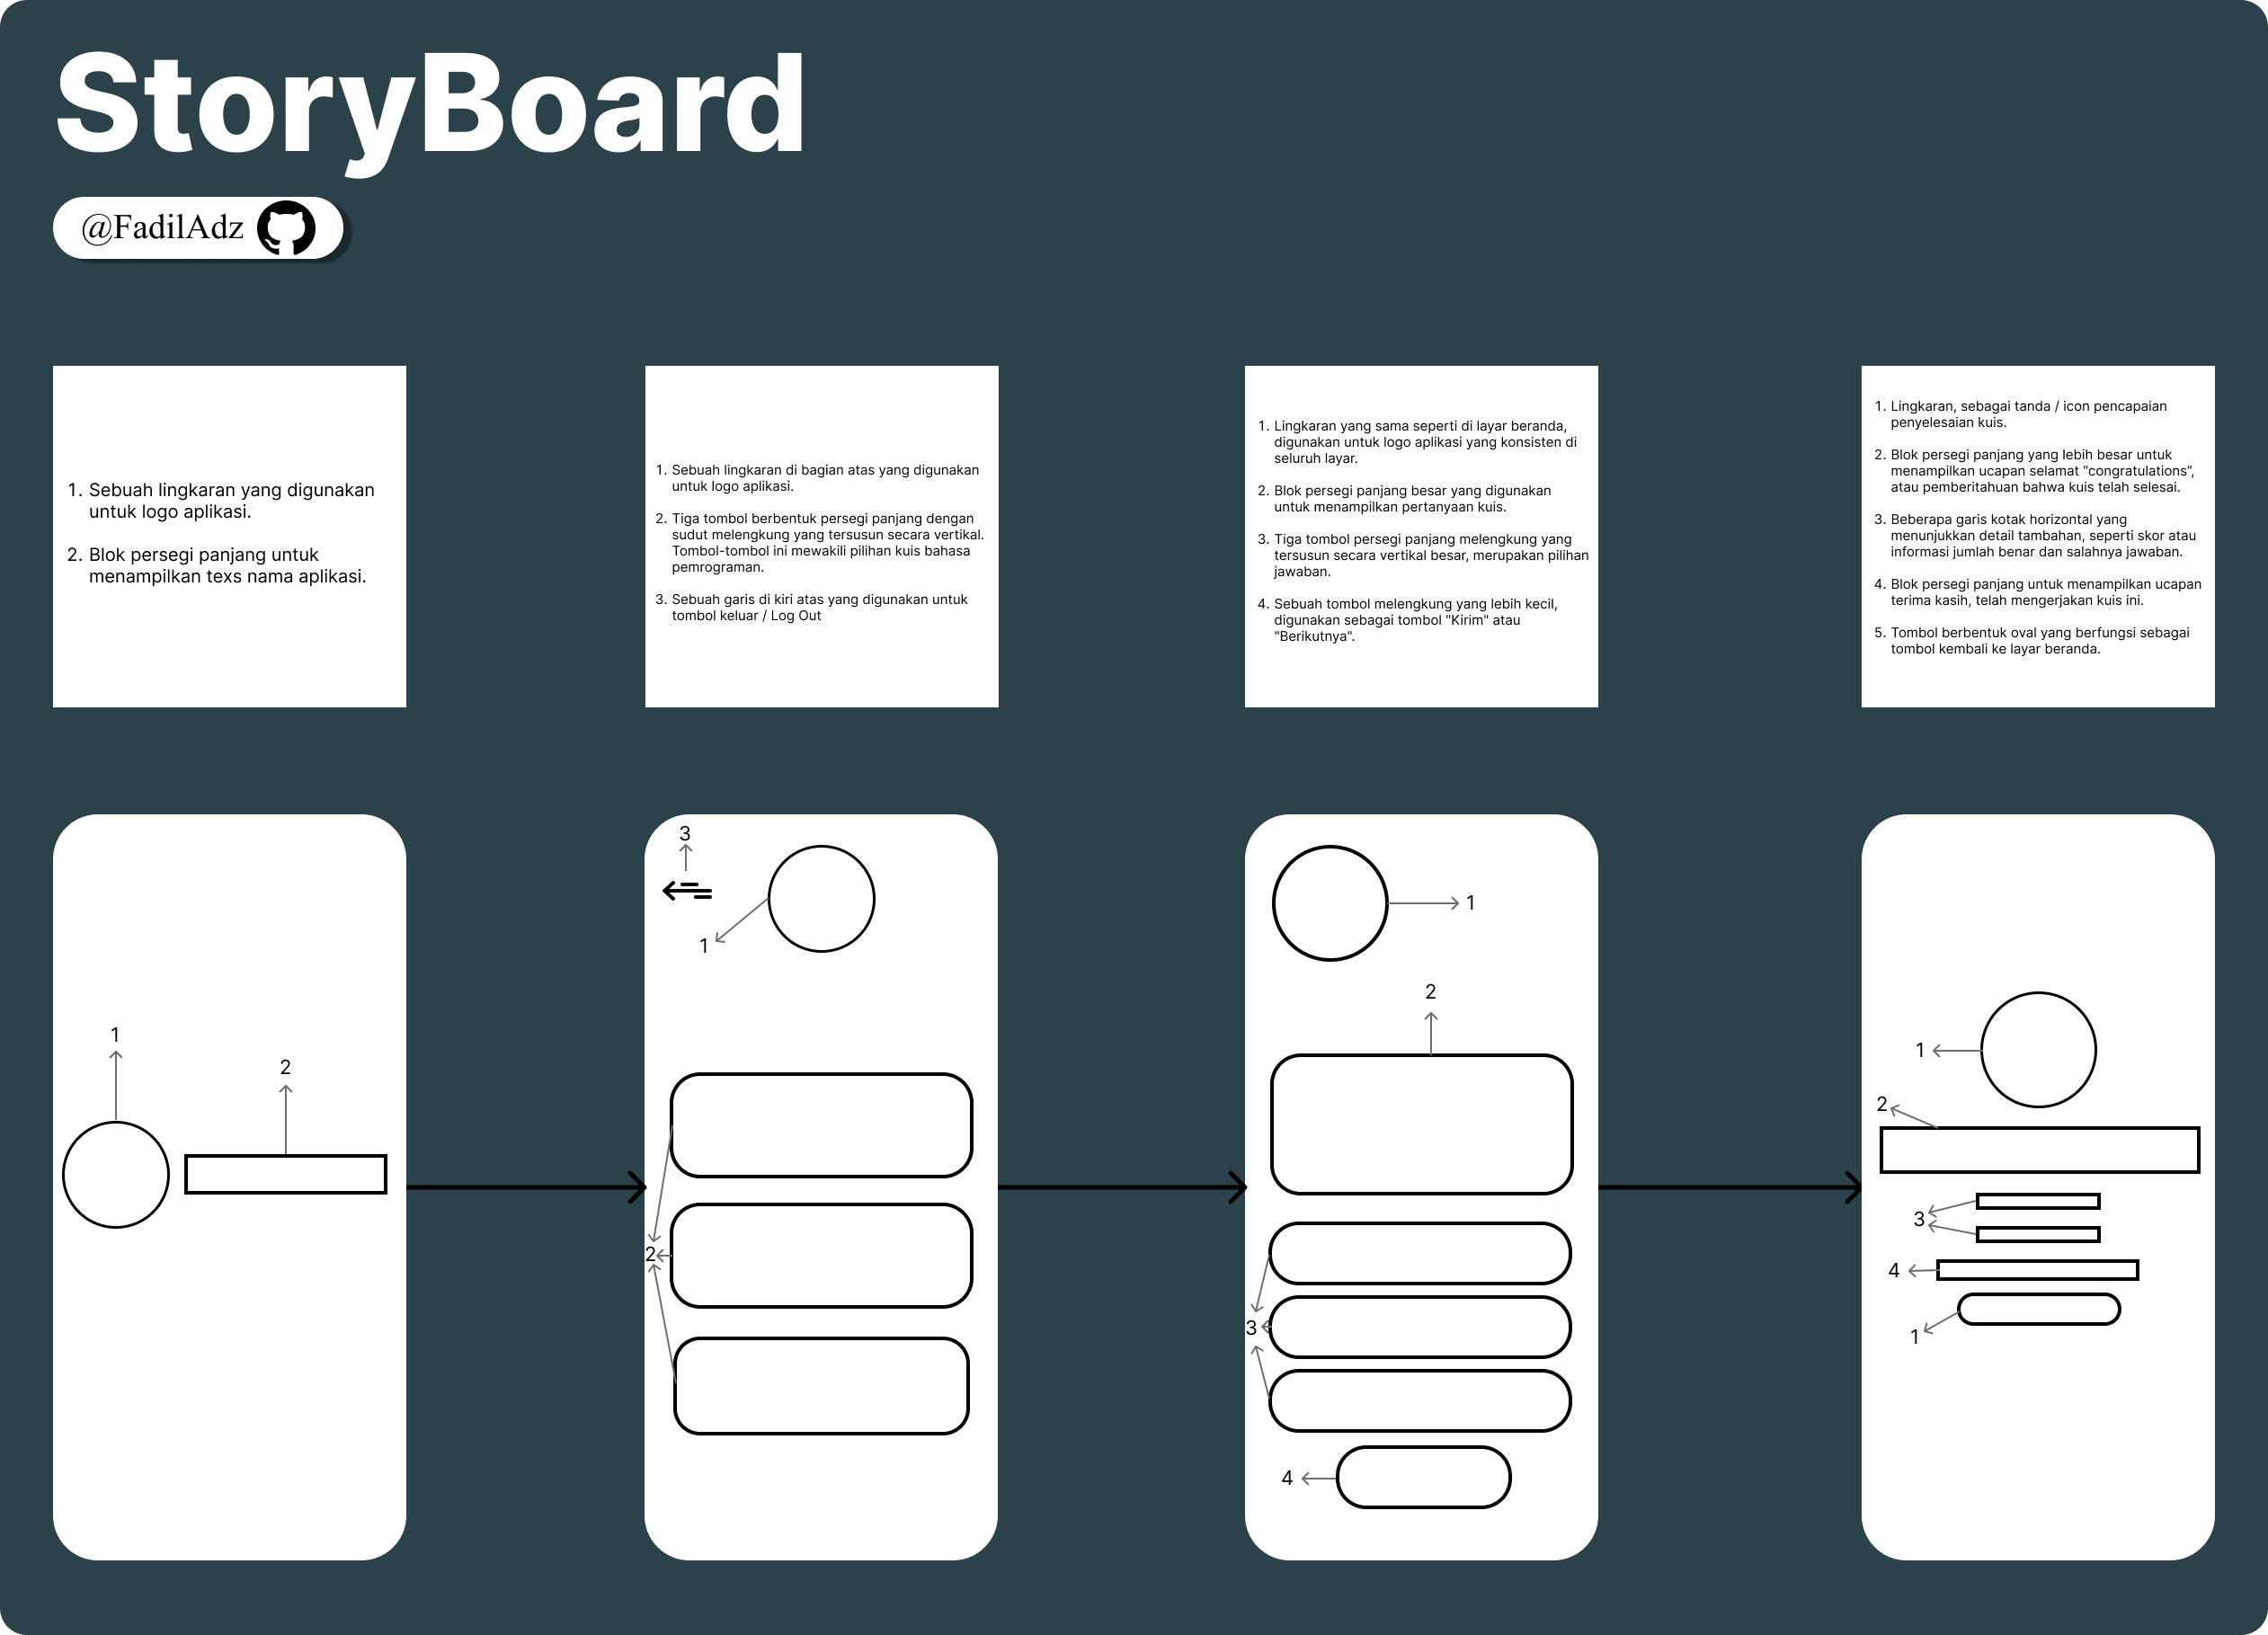 StoryBoard
@FadilAdz
1. Sebuah lingkaran yang digunakan
untuk logo aplikasi.
2. Blok persegi panjang untuk
menampilkan texs nama aplikasi.
1. Sebuah lingkaran di bagian atas yang digunakan
untuk logo aplikasi.
2. Tiga tombol berbentuk persegi panjang dengan
sudut melengkung yang tersusun secara vertikal.
Tombol-tombol ini mewakili pilihan kuis bahasa
pemrograman.
3. Sebuah garis di kiri atas yang digunakan untuk
tombol keluar / Log Out
1. Lingkaran yang sama seperti di layar beranda,
digunakan untuk logo aplikasi yang konsisten di
seluruh layar.
2. Blok persegi panjang besar yang digunakan
untuk menampilkan pertanyaan kuis.
3. Tiga tombol persegi panjang melengkung yang
tersusun secara vertikal besar, merupakan pilihan
jawaban.
4. Sebuah tombol melengkung yang lebih kecil,
digunakan sebagai tombol "Kirim" atau
"Berikutnya".
1. Lingkaran, sebagai tanda / icon pencapaian
penyelesaian kuis.
2. Blok persegi panjang yang lebih besar untuk
menampilkan ucapan selamat “congratulations”,
atau pemberitahuan bahwa kuis telah selesai.
3. Beberapa garis kotak horizontal yang
menunjukkan detail tambahan, seperti skor atau
informasi jumlah benar dan salahnya jawaban.
4. Blok persegi panjang untuk menampilkan ucapan
terima kasih, telah mengerjakan kuis ini.
5. Tombol berbentuk oval yang berfungsi sebagai
tombol kembali ke layar beranda.
1
2
3
1
2
1
2
3
4
1
2
3
4
1